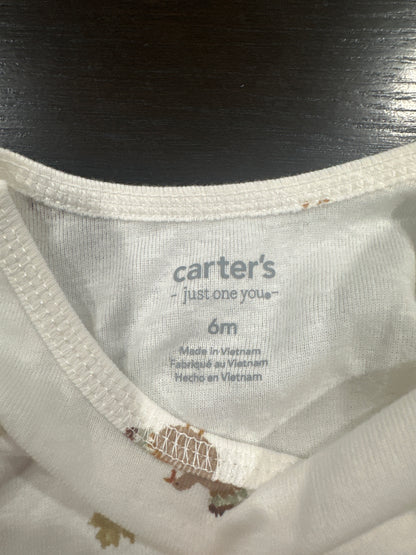 carter's
- just one you®-
6m
Made in Vietnam
Fabriqué au Vietnam
Hecho en Vietnam